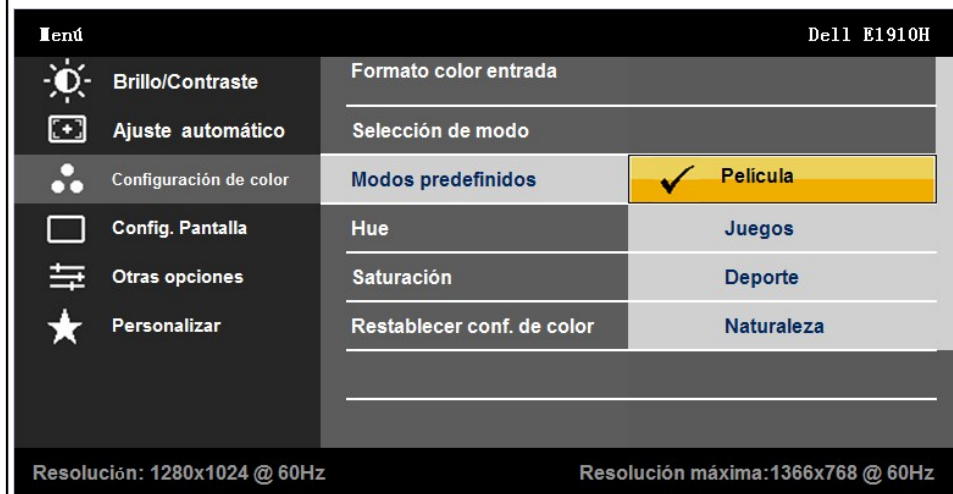 Menú Dell E1910H
Brillo/Contraste Formato color entrada
Ajuste automático Selección de modo
Configuración de color Modos predefinidos Película
Config. Pantalla Hue Juegos
Otras opciones Saturación Deporte
Personalizar Restablecer conf. de color Naturaleza
Resolución: 1280x1024 @ 60Hz Resolución máxima:1366x768 @ 60Hz